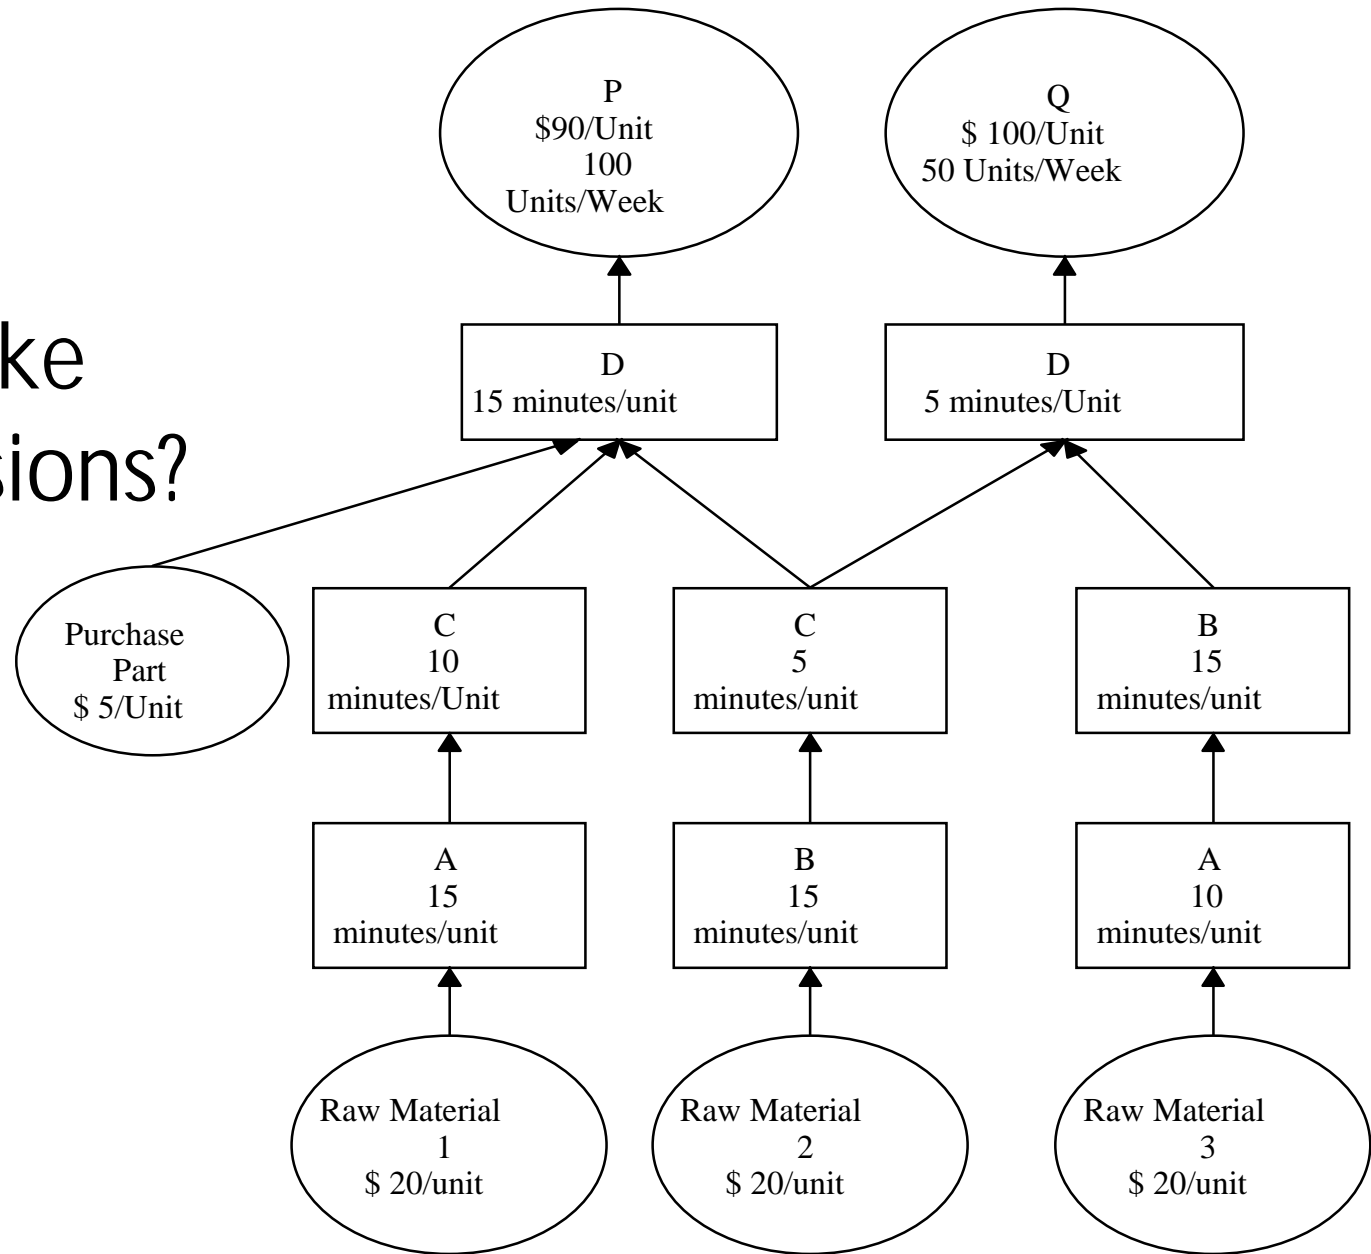 P
$90/Unit
100
Units/Week
Q
$ 100/Unit
50 Units/Week
ke
sions?
D
15 minutes/unit
D
5 minutes/Unit
Purchase
Part
$ 5/Unit
C
10
minutes/Unit
C
5
minutes/unit
B
15
minutes/unit
A
15
minutes/unit
B
15
minutes/unit
A
10
minutes/unit
Raw Material
1
$ 20/unit
Raw Material
2
$ 20/unit
Raw Material
3
$ 20/unit